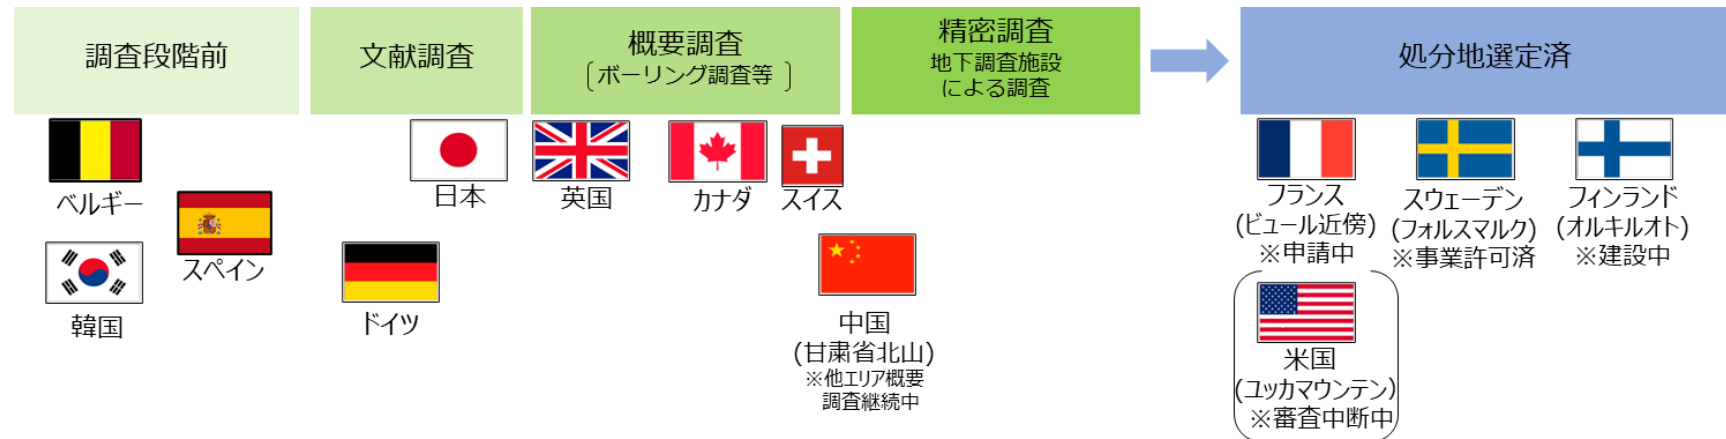 調査段階前
文献調査
概要調査
〔ボーリング調査等〕
精密調査
地下調査施設
による調査
処分地選定済
ベルギー
スペイン
韓国
日本
ドイツ
英国
カナダ
スイス
中国
(甘粛省北山)
※他エリア概要
調査継続中
フランス
(ビュール近傍)
※申請中
スウェーデン
(フォルスマルク)
※事業許可済
フィンランド
(オルキルオト)
※建設中
米国
(ユッカマウンテン)
※審査中断中